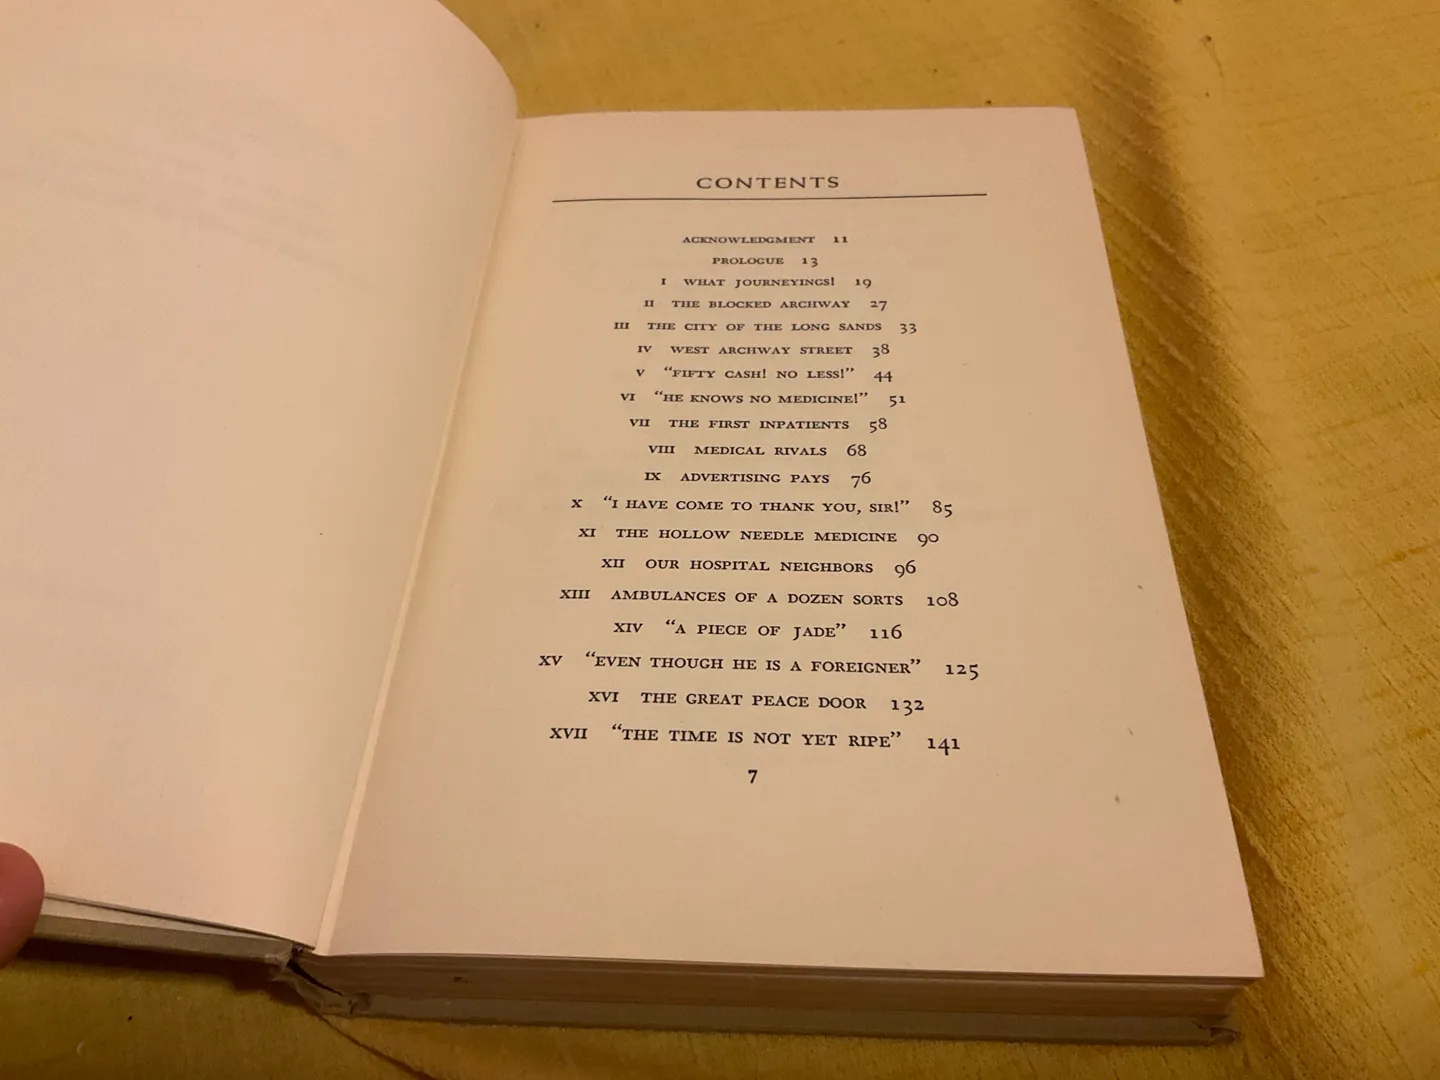 CONTENTS
ACKNOWLEDGMENT 11
PROLOGUE 13
I WHAT JOURNEYINGS! 19
II THE BLOCKED ARCHWAY 27
III THE CITY OF THE LONG SANDS 33
IV WEST ARCHWAY STREET 38
V "FIFTY CASH! NO LESS!" 44
VI "HE KNOWS NO MEDICINE!" 51
VII THE FIRST INPATIENTS 58
VIII MEDICAL RIVALS 68
IX ADVERTISING PAYS 76
X "I HAVE COME TO THANK YOU, SIR!" 85
XI THE HOLLOW NEEDLE MEDICINE 90
XII OUR HOSPITAL NEIGHBORS 96
XIII AMBULANCES OF A DOZEN SORTS 108
XIV "A PIECE OF JADE" 116
XV "EVEN THOUGH HE IS A FOREIGNER" 125
XVI THE GREAT PEACE DOOR 132
XVII "THE TIME IS NOT YET RIPE" 141
7